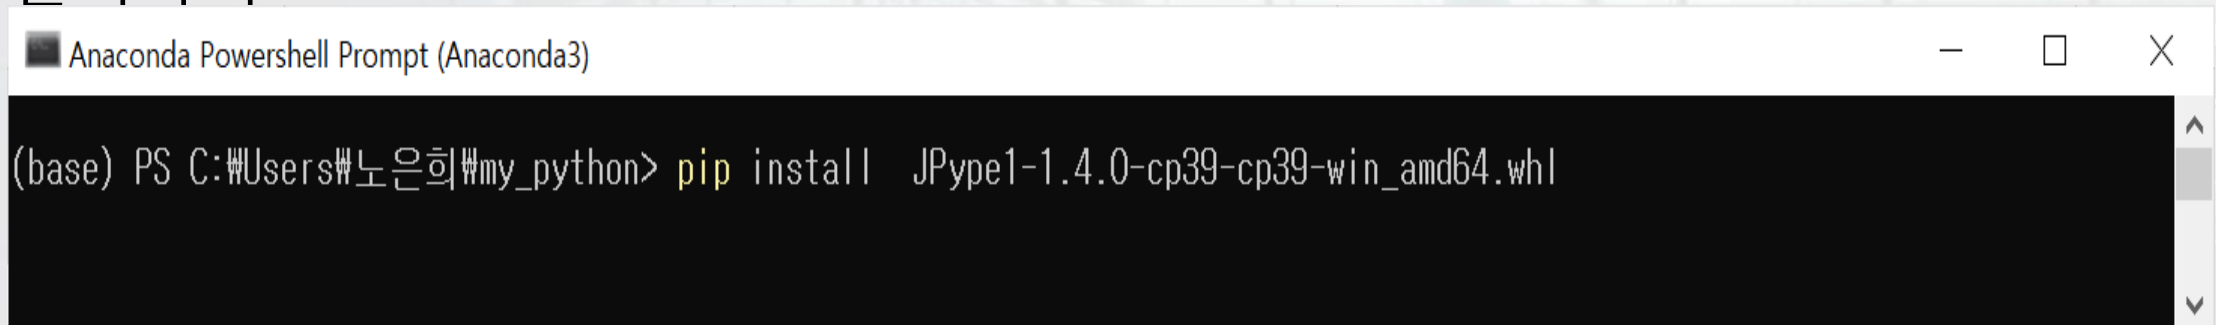 Anaconda Powershell Prompt (Anaconda3)
(base) PS C:₩Users₩노은희₩my_python> pip install  JPype1-1.4.0-cp39-cp39-win_amd64.whl